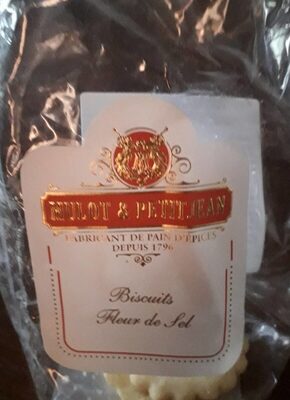 MULOT & PETITJEAN
FABRICANT DE PAIN D'ÉPICES
DEPUIS 1796
Biscuits
Fleur de Sel